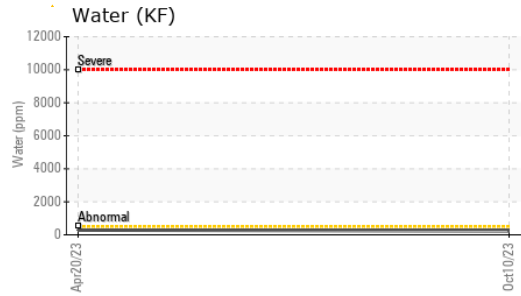 Water (KF)
12000
10000
8000
6000
4000
2000
0
Water (ppm)
Severe
Abnormal
Apr20/23
Oct10/23